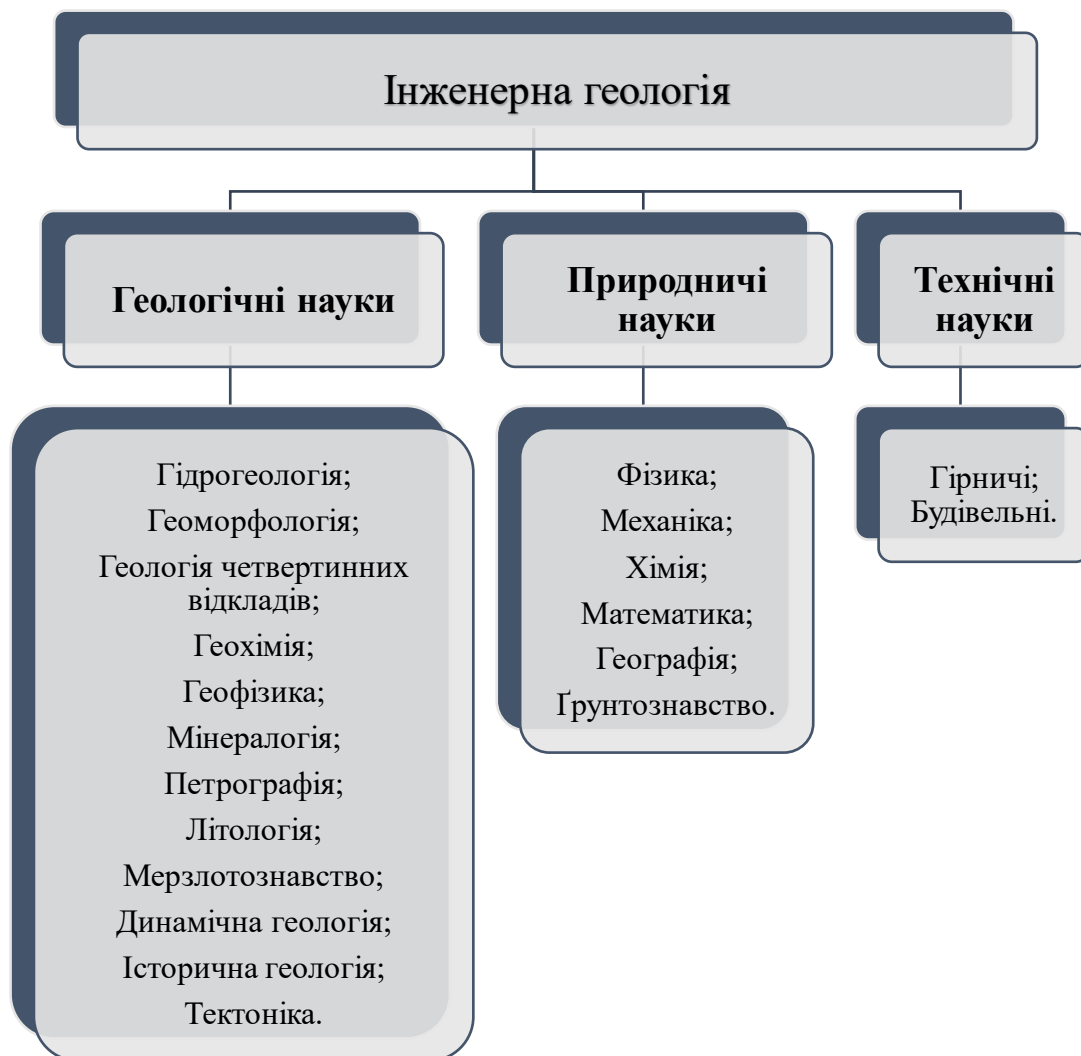 Інженерна геологія
Геологічні науки
Природничі
науки
Технічні
науки
Гідрогеологія;
Геоморфологія;
Геологія четвертинних
відкладів;
Геохімія;
Геофізика;
Мінералогія;
Петрографія;
Літологія;
Мерзлотознавство;
Динамічна геологія;
Історична геологія;
Тектоніка.
Фізика;
Механіка;
Хімія;
Математика;
Географія;
Ґрунтознавство.
Гірничі;
Будівельні.